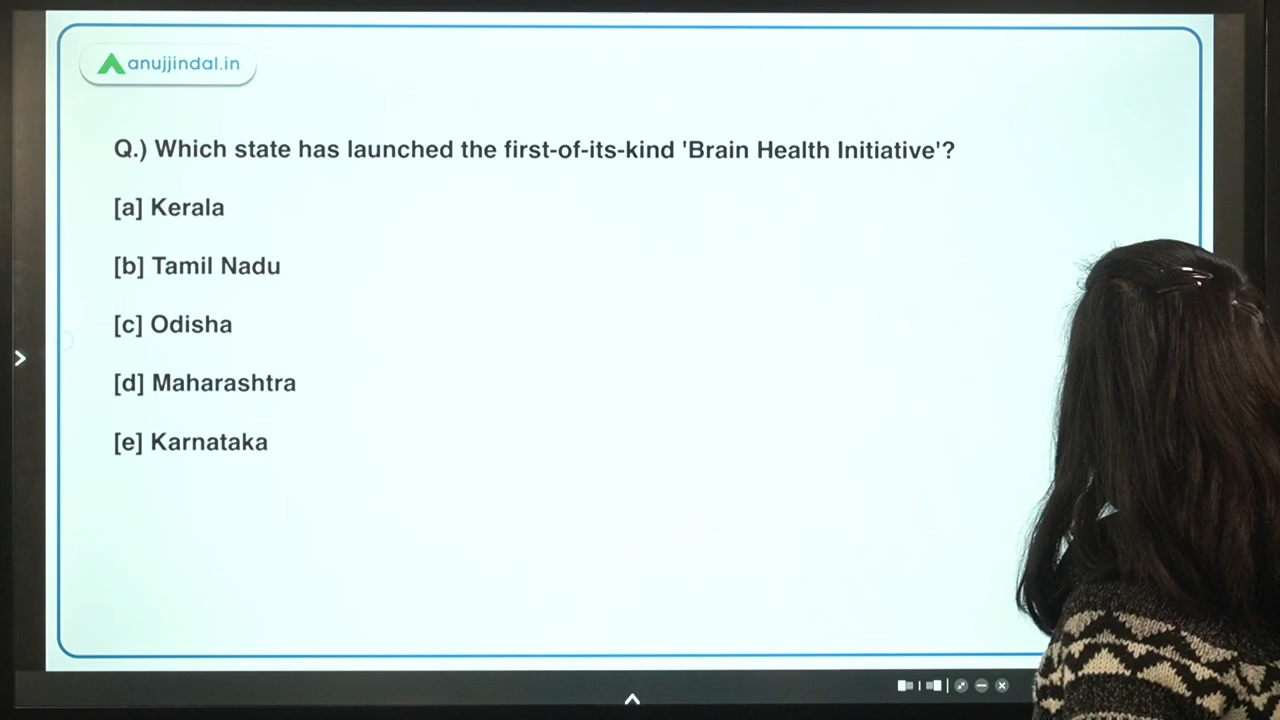 anujjindal.in
Q.) Which state has launched the first-of-its-kind 'Brain Health Initiative'?
[a] Kerala
[b] Tamil Nadu
[c] Odisha
[d] Maharashtra
[e] Karnataka